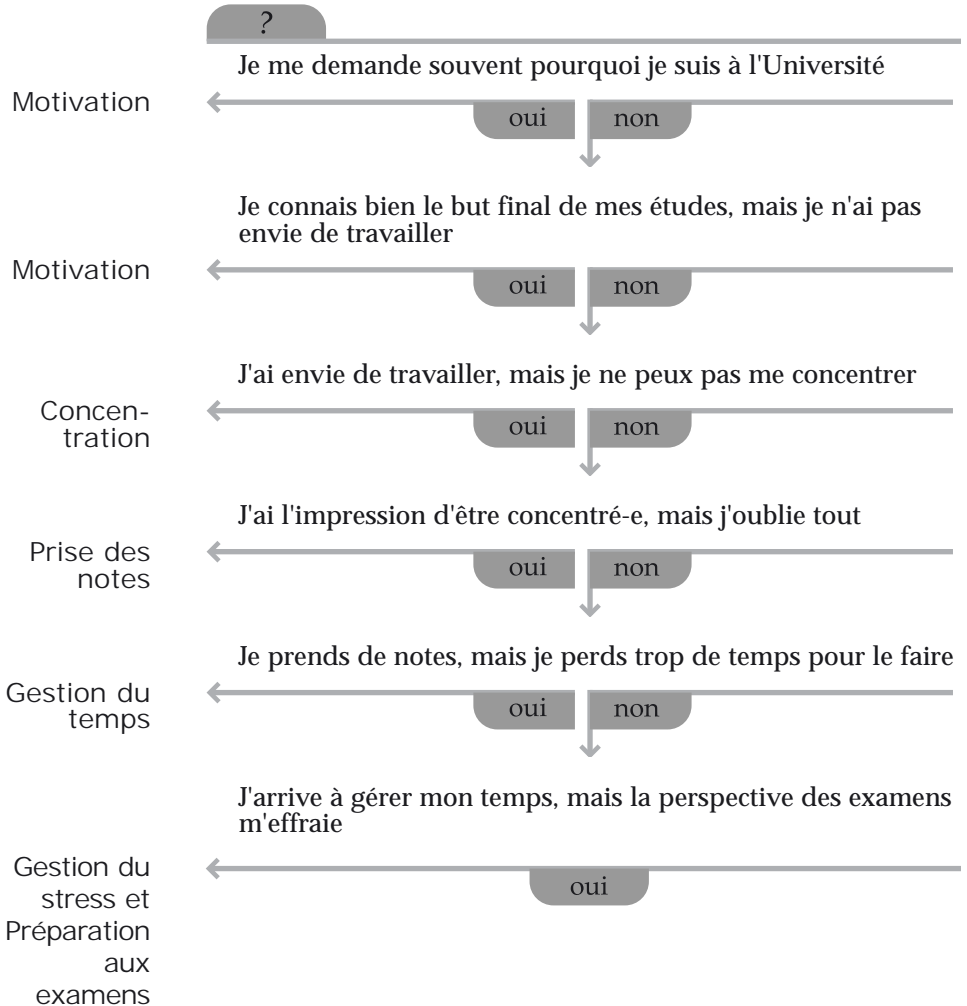 ?
Je me demande souvent pourquoi je suis à l'Université
Motivation
oui non
Je connais bien le but final de mes études, mais je n'ai pas
envie de travailler
Motivation
oui non
J'ai envie de travailler, mais je ne peux pas me concentrer
Concen-
tration
oui non
J'ai l'impression d'être concentré-e, mais j'oublie tout
Prise des
notes
oui non
Je prends de notes, mais je perds trop de temps pour le faire
Gestion du
temps
oui non
J'arrive à gérer mon temps, mais la perspective des examens
m'effraie
Gestion du
stress et
Préparation
aux
examens
oui